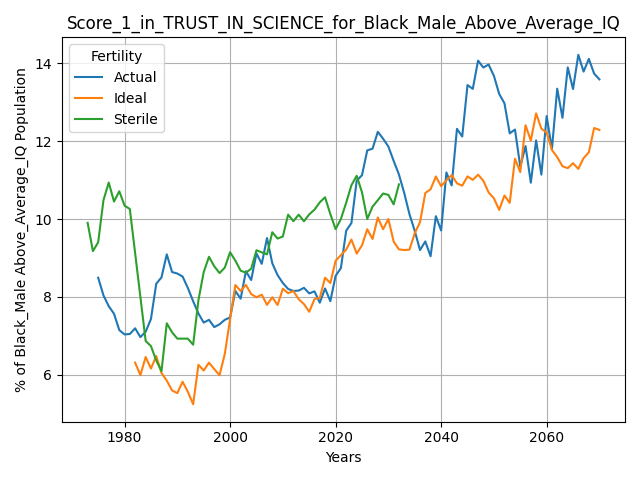 Score_1_in_TRUST_IN_SCIENCE_for_Black_Male_Above_Average_IQ
Fertility
Actual
Ideal
Sterile
% of Black_Male Above_Average_IQ Population
14
12
10
8
6
1980
2000
2020
2040
2060
Years